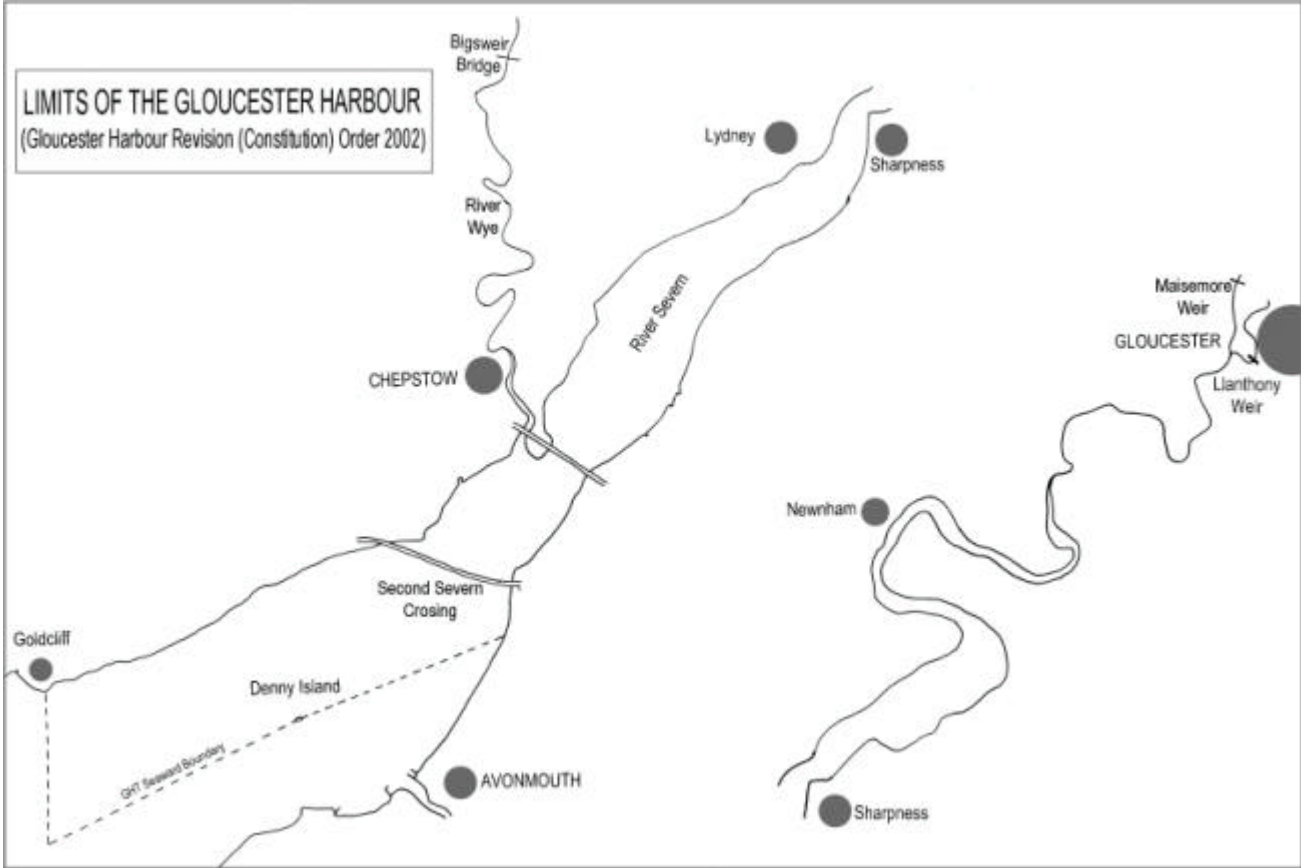 LIMITS OF THE GLOUCESTER HARBOUR
(Gloucester Harbour Revision (Constitution) Order 2002)
Bigsweir
Bridge
River
Wye
Lydney
Sharpness
River Severn
CHEPSTOW
Maisemore
Weir
GLOUCESTER
Llanthony
Weir
Newnham
Second Severn
Crosing
Goldcliff
Denny Island
GHT Seaward Boundary
AVONMOUTH
Sharpness